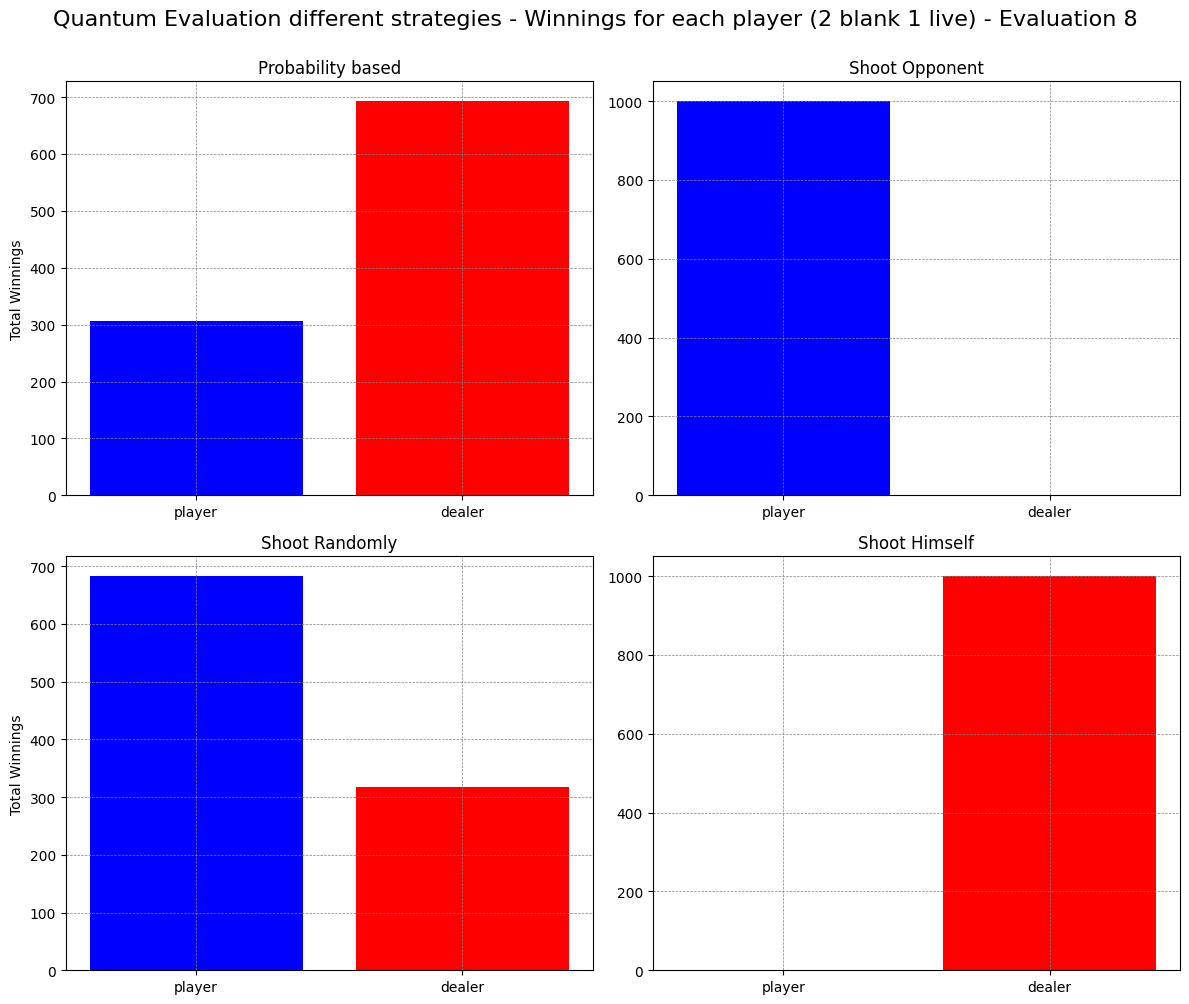 Quantum Evaluation different strategies - Winnings for each player (2 blank 1 live) - Evaluation 8
Probability based
Total Winnings
700
600
500
400
300
200
100
0
player dealer
Shoot Opponent
1000
800
600
400
200
0
player dealer
Shoot Randomly
Total Winnings
700
600
500
400
300
200
100
0
player dealer
Shoot Himself
1000
800
600
400
200
0
player dealer